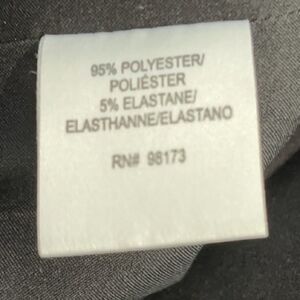 95% POLYESTER/
POLIÉSTER
5% ELASTANE/
ELASTHANNE/ELASTANO
RN# 98173